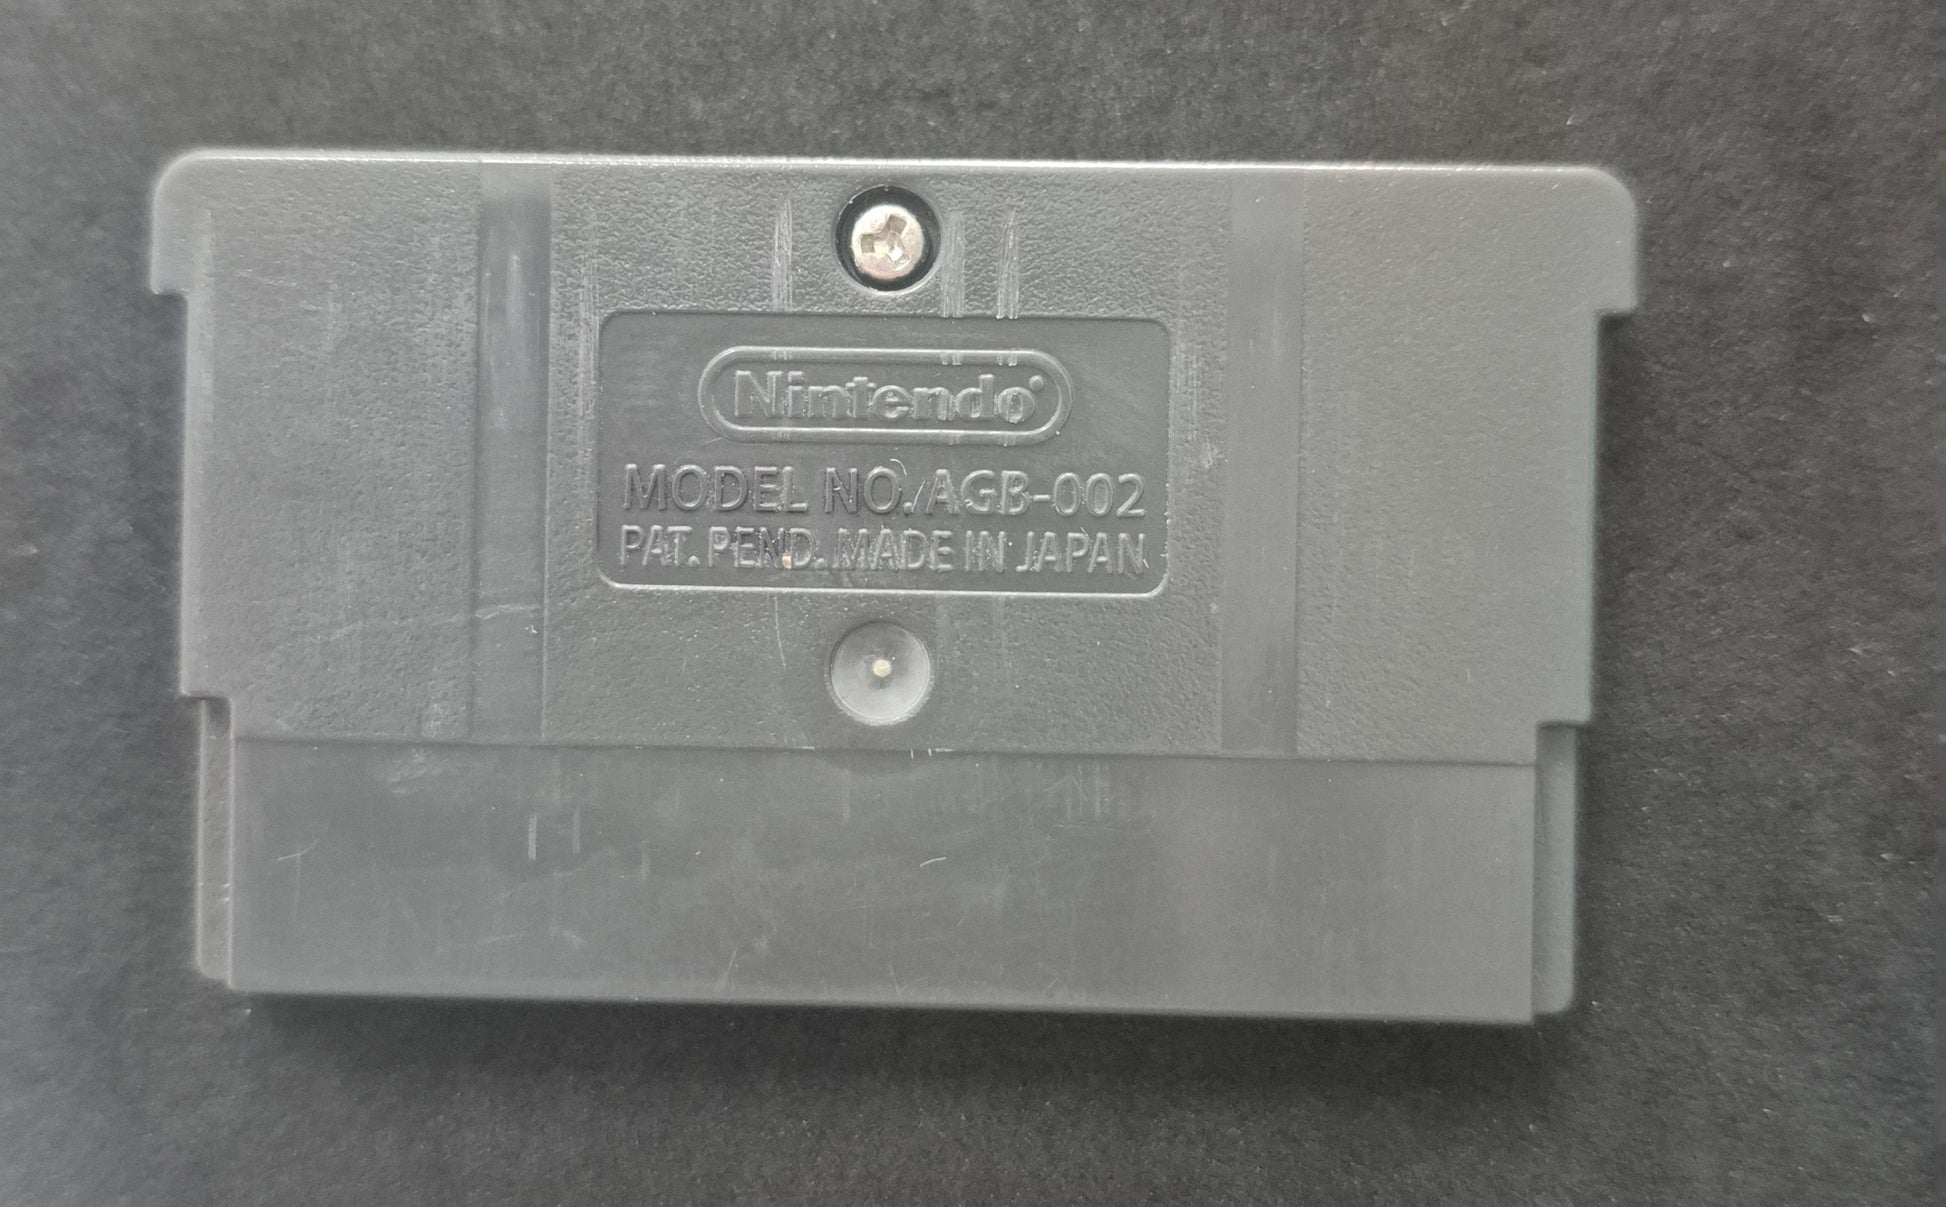 Nintendo®
MODEL NO./AGB-002
PAT. PEND. MADE IN JAPAN